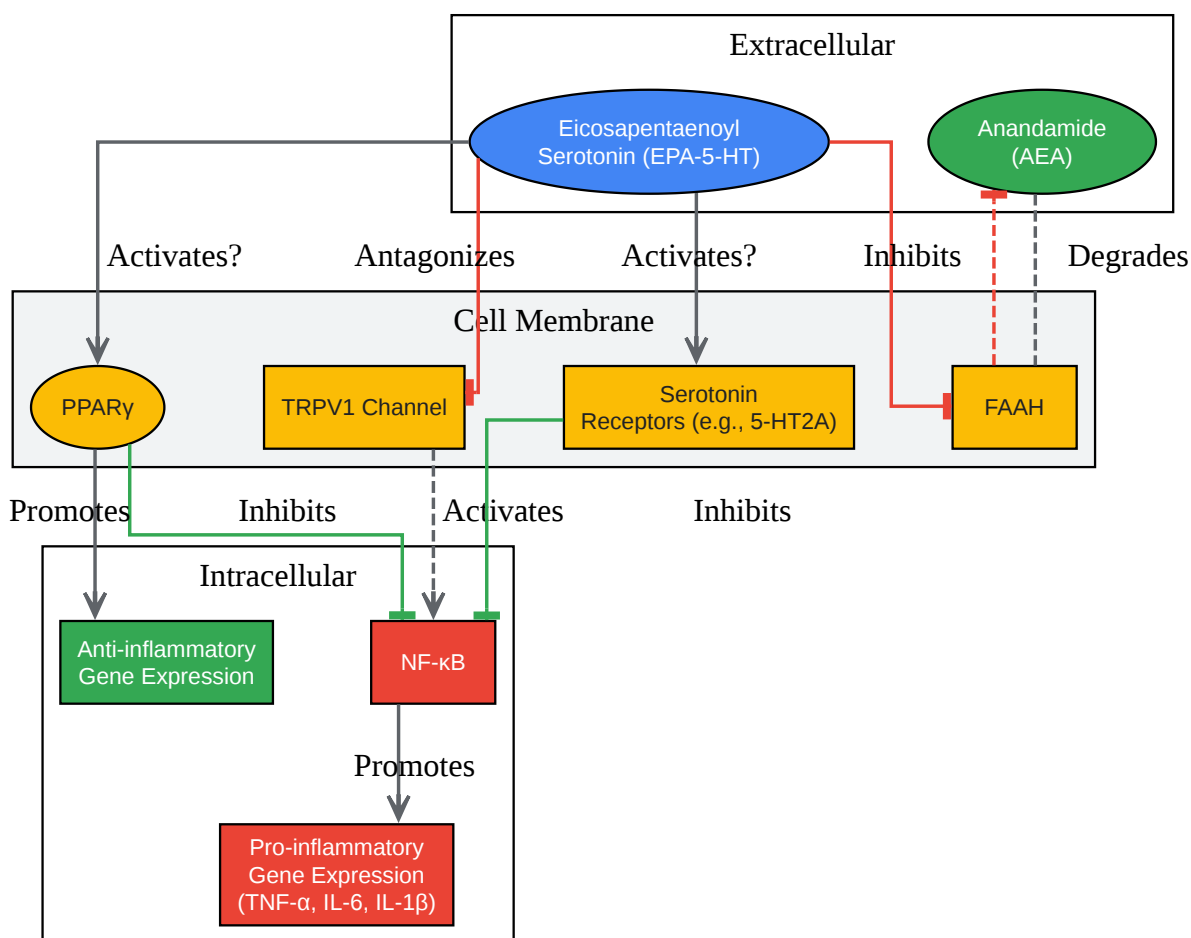 Extracellular
Eicosapentaenoyl
Serotonin (EPA-5-HT)
Anandamide
(AEA)
Activates?
Antagonizes
Activates?
Inhibits
Degrades
Cell Membrane
PPARγ
TRPV1 Channel
Serotonin
Receptors (e.g., 5-HT2A)
FAAH
Promotes
Inhibits
Activates
Inhibits
Intracellular
Anti-inflammatory
Gene Expression
NF-κB
Promotes
Pro-inflammatory
Gene Expression
(TNF-α, IL-6, IL-1β)